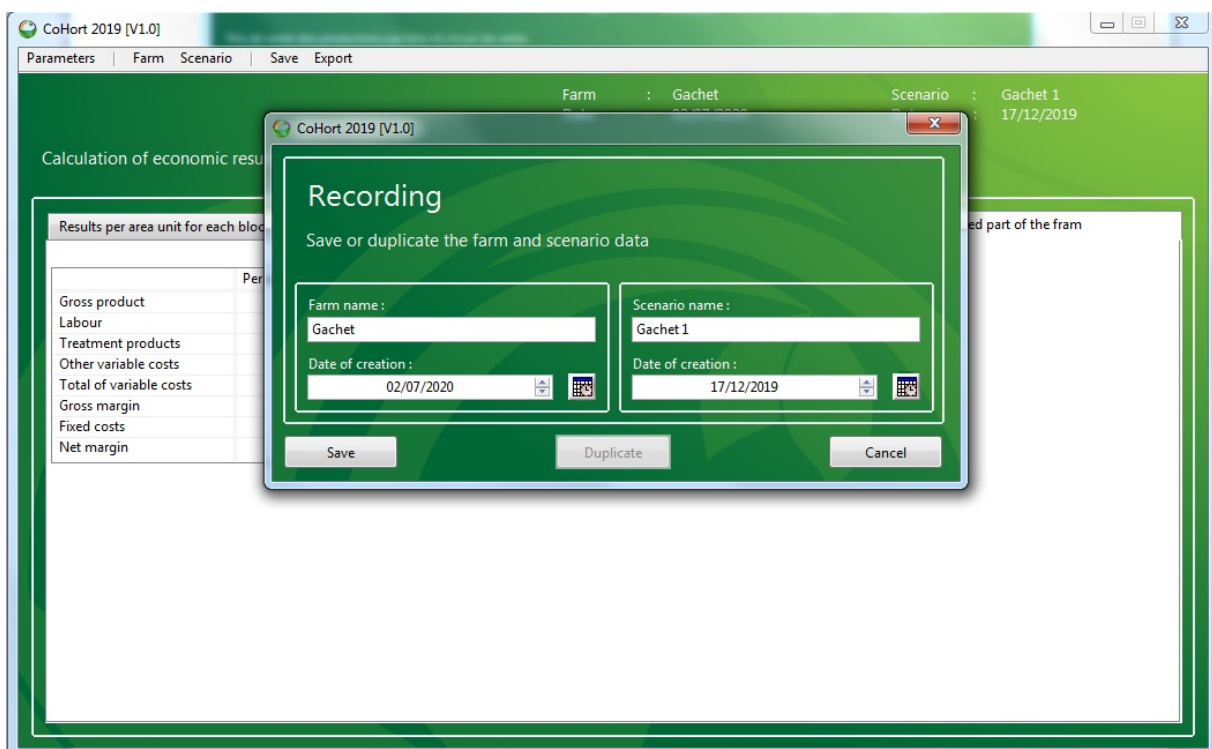 CoHort 2019 [V1.0]
Parameters | Farm Scenario | Save Export
Farm : Gachet Scenario : Gachet 1
: 17/12/2019
CoHort 2019 [V1.0]
Calculation of economic resu
Recording
Save or duplicate the farm and scenario data
Results per area unit for each bloc
ed part of the fram
Per
Gross product
Labour
Treatment products
Other variable costs
Total of variable costs
Gross margin
Fixed costs
Net margin
Farm name :
Gachet
Date of creation :
02/07/2020
Scenario name :
Gachet 1
Date of creation :
17/12/2019
Save
Duplicate
Cancel